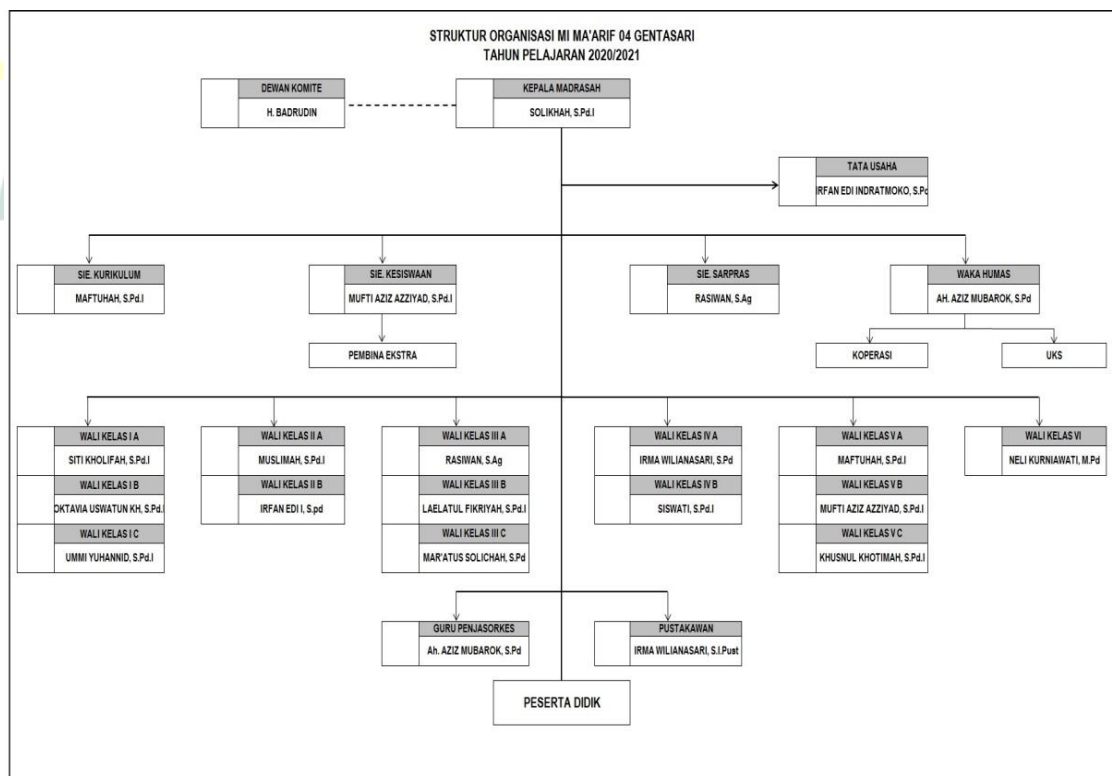 STRUKTUR ORGANISASI MI MA'ARIF 04 GENTASARI
TAHUN PELAJARAN 2020/2021
DEWAN KOMITE
H. BADRUDIN
KEPALA MADRASAH
SOLIKHAH, S.Pd.I
TATA USAHA
IRFAN EDI INDRATMOKO, S.Pd
SIE. KURIKULUM
MAFTUHAH, S.Pd.I
SIE. KESISWAAN
MUFTI AZIZ AZZIYAD, S.Pd.I
PEMBINA EKSTRA
SIE. SARPRAS
RASIWAN, S.Ag
WAKA HUMAS
AH. AZIZ MUBAROK, S.Pd
KOPERASI
UKS
WALI KELAS I A
SITI KHOLIFAH, S.Pd.I
WALI KELAS I B
OKTAVIA USWATUN KH, S.Pd.I
WALI KELAS I C
UMMI YUHANNID, S.Pd.I
WALI KELAS II A
MUSLIMAH, S.Pd.I
WALI KELAS II B
IRFAN EDI I, S.pd
WALI KELAS III A
RASIWAN, S.Ag
WALI KELAS III B
LAELATUL FIKRIYAH, S.Pd.I
WALI KELAS III C
MAR'ATUS SOLICHAH, S.Pd
WALI KELAS IV A
IRMA WILIANASARI, S.Pd
WALI KELAS IV B
SISWATI, S.Pd.I
WALI KELAS V A
MAFTUHAH, S.Pd.I
WALI KELAS V B
MUFTI AZIZ AZZIYAD, S.Pd.I
WALI KELAS V C
KHUSNUL KHOTIMAH, S.Pd.I
WALI KELAS VI
NELI KURNIAWATI, M.Pd
GURU PENJASORKES
Ah. AZIZ MUBAROK, S.Pd
PUSTAKAWAN
IRMA WILIANASARI, S.I.Pust
PESERTA DIDIK